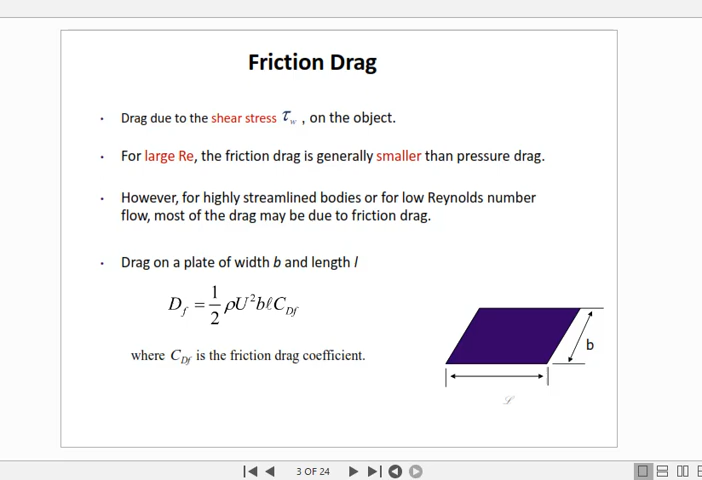 Friction Drag
• Drag due to the shear stress τw , on the object.
• For large Re, the friction drag is generally smaller than pressure drag.
• However, for highly streamlined bodies or for low Reynolds number
flow, most of the drag may be due to friction drag.
• Drag on a plate of width b and length l
D_f = 1/2 ρU²bℓC_Df
where C_Df is the friction drag coefficient.
b
ℒ
3 OF 24